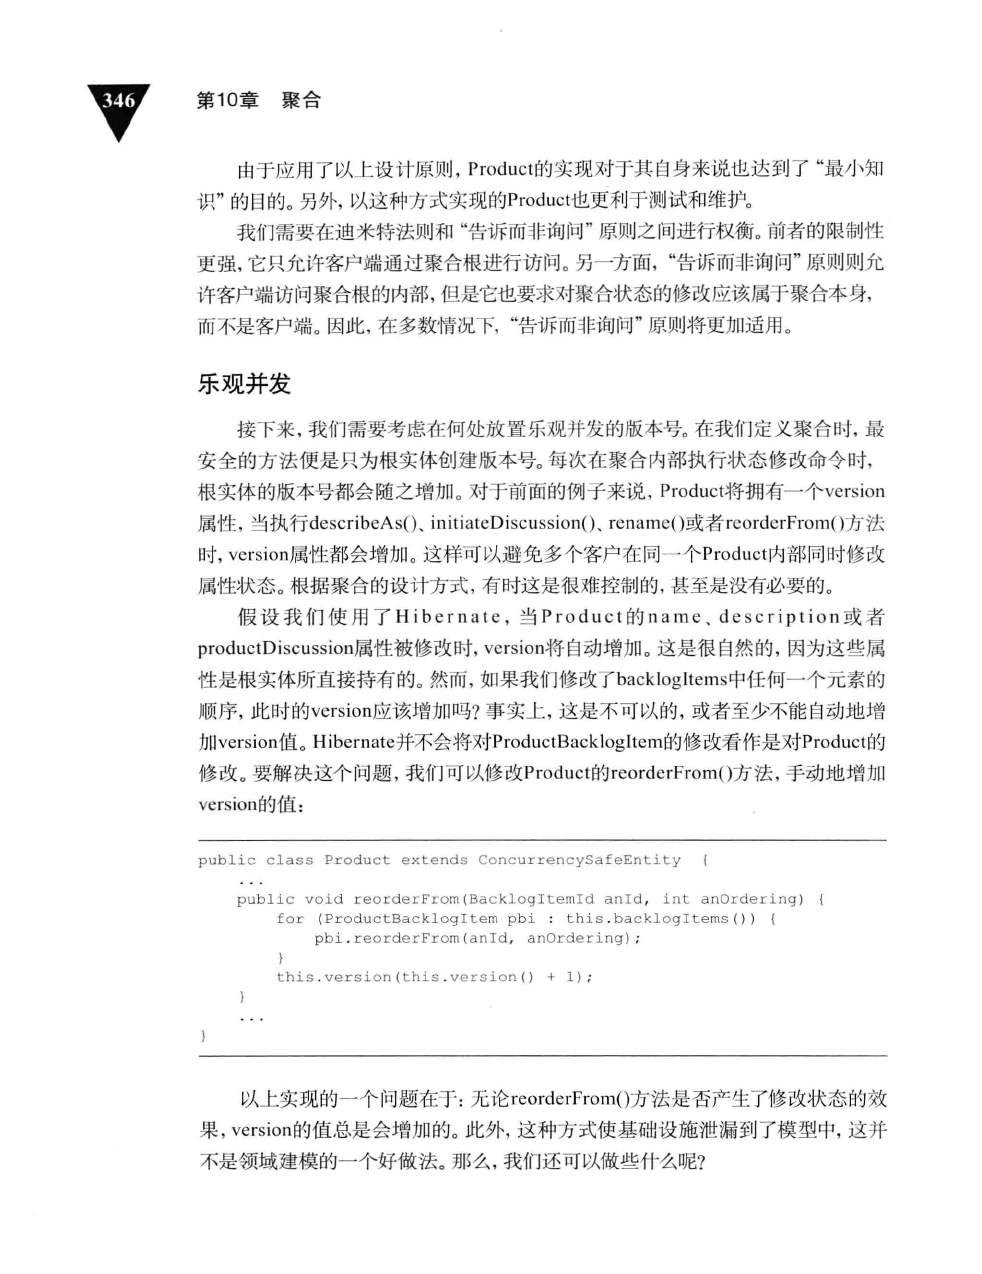 346
第10章 聚合
由于应用了以上设计原则，Product的实现对于其自身来说也达到了“最小知
识”的目的。另外，以这种方式实现的Product也更利于测试和维护。
我们需要在迪米特法则和“告诉而非询问”原则之间进行权衡。前者的限制性
更强，它只允许客户端通过聚合根进行访问。另一方面，“告诉而非询问”原则则允
许客户端访问聚合根的内部，但是它也要求对聚合状态的修改应该属于聚合本身，
而不是客户端。因此，在多数情况下，“告诉而非询问”原则将更加适用。
乐观并发
接下来，我们需要考虑在何处放置乐观并发的版本号。在我们定义聚合时，最
安全的方法便是只为根实体创建版本号。每次在聚合内部执行状态修改命令时，
根实体的版本号都会随之增加。对于前面的例子来说，Product将拥有一个version
属性，当执行describeAs()、initiateDiscussion()、rename()或者reorderFrom()方法
时，version属性都会增加。这样可以避免多个客户在同一个Product内部同时修改
属性状态。根据聚合的设计方式，有时这是很难控制的，甚至是没有必要的。
假设我们使用了Hibernate，当Product的name、description或者
productDiscussion属性被修改时，version将自动增加。这是很自然的，因为这些属
性是根实体所直接持有的。然而，如果我们修改了backlogItems中任何一个元素的
顺序，此时的version应该增加吗？事实上，这是不可以的，或者至少不能自动地增
加version值。Hibernate并不会将对ProductBacklogItem的修改看作是对Product的
修改。要解决这个问题，我们可以修改Product的reorderFrom()方法，手动地增加
version的值：
public class Product extends ConcurrencySafeEntity {
...
public void reorderFrom(BacklogItemId anId, int anOrdering) {
for (ProductBacklogItem pbi : this.backlogItems()) {
pbi.reorderFrom(anId, anOrdering);
}
this.version(this.version() + 1);
}
...
}
以上实现的一个问题在于：无论reorderFrom()方法是否产生了修改状态的效
果，version的值总是会增加的。此外，这种方式使基础设施泄漏到了模型中，这并
不是领域建模的一个好做法。那么，我们还可以做些什么呢？